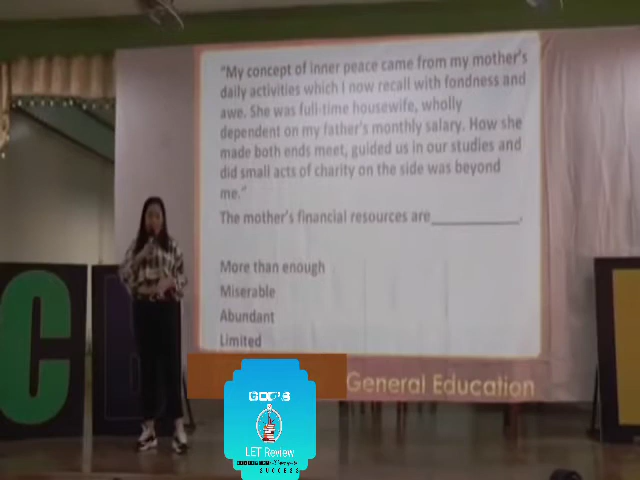 "My concept of inner peace came from my mother's
daily activities which I now recall with fondness and
awe. She was full-time housewife, wholly
dependent on my father's monthly salary. How she
made both ends meet, guided us in our studies and
did small acts of charity on the side was beyond
me."
The mother's financial resources are____________.
More than enough
Miserable
Abundant
Limited
General Education
C
GOD'S
LET Review
SUCCESS